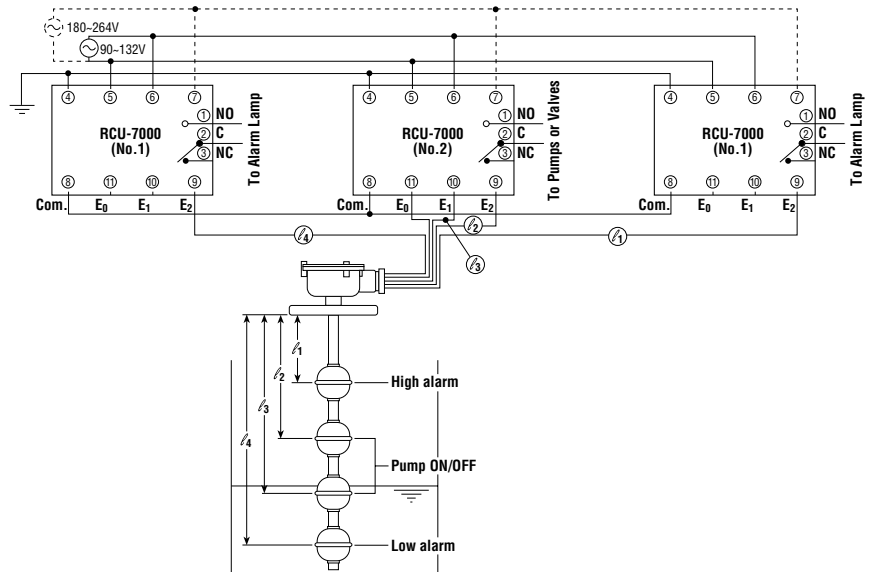 180~264V
90~132V
④ ⑤ ⑥ ⑦
① NO
RCU-7000
(No.1)
② C
③ NC
⑧ ⑪ ⑩ ⑨
Com. E₀ E₁ E₂
To Alarm Lamp
④ ⑤ ⑥ ⑦
① NO
RCU-7000
(No.2)
② C
③ NC
⑧ ⑪ ⑩ ⑨
Com. E₀ E₁ E₂
To Pumps or Valves
④ ⑤ ⑥ ⑦
① NO
RCU-7000
(No.1)
② C
③ NC
⑧ ⑪ ⑩ ⑨
Com. E₀ E₁ E₂
To Alarm Lamp
ℓ₄
ℓ₂
ℓ₁
ℓ₃
ℓ₁
ℓ₂
ℓ₃
ℓ₄
High alarm
Pump ON/OFF
Low alarm